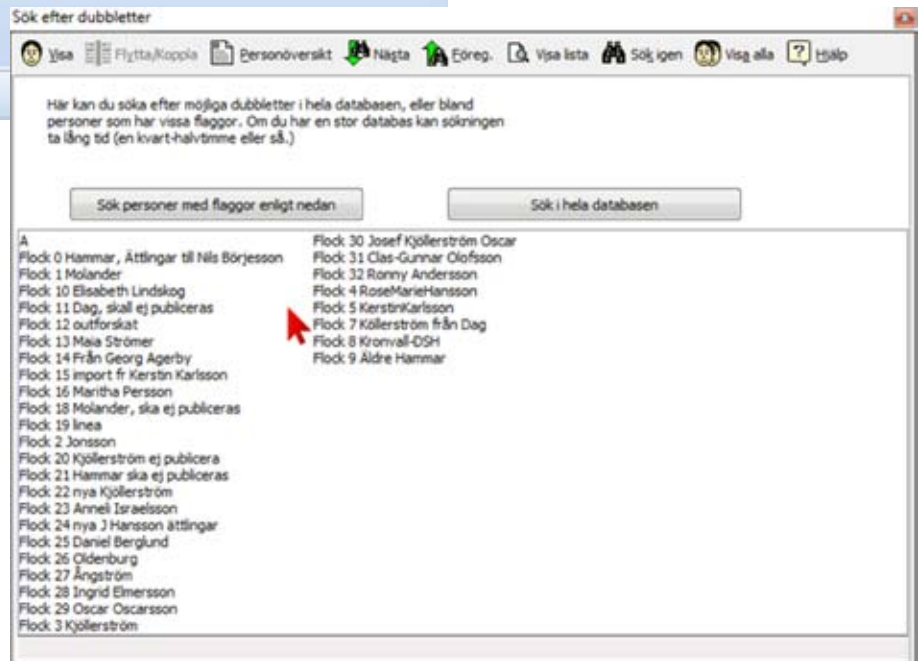 Sök efter dubbletter
Visa Flytta/Koppla Personöversikt Nästa Föreg. Visa lista Sök igen Visa alla Hjälp
Här kan du söka efter möjliga dubbletter i hela databasen, eller bland
personer som har vissa flaggor. Om du har en stor databas kan sökningen
ta lång tid (en kvart-halvtimme eller så.)
Sök personer med flaggor enligt nedan
Sök i hela databasen
A
Flock 0 Hammar, Ättlingar till Nils Börjesson
Flock 1 Molander
Flock 10 Elisabeth Lindskog
Flock 11 Dag, skall ej publiceras
Flock 12 outforskat
Flock 13 Maia Strömer
Flock 14 Från Georg Agerby
Flock 15 import fr Kerstin Karlsson
Flock 16 Maritha Persson
Flock 18 Molander, ska ej publiceras
Flock 19 linea
Flock 2 Jonsson
Flock 20 Kjöllerström ej publicera
Flock 21 Hammar ska ej publiceras
Flock 22 nya Kjöllerström
Flock 23 Anneli Israelsson
Flock 24 nya J Hansson ättlingar
Flock 25 Daniel Berglund
Flock 26 Oldenburg
Flock 27 Ångström
Flock 28 Ingrid Elmersson
Flock 29 Oscar Oscarsson
Flock 3 Kjöllerström
Flock 30 Josef Kjöllerström Oscar
Flock 31 Clas-Gunnar Olofsson
Flock 32 Ronny Andersson
Flock 4 RoseMarieHansson
Flock 5 KerstinKarlsson
Flock 7 Köllerström från Dag
Flock 8 Kronvall-DSH
Flock 9 Äldre Hammar